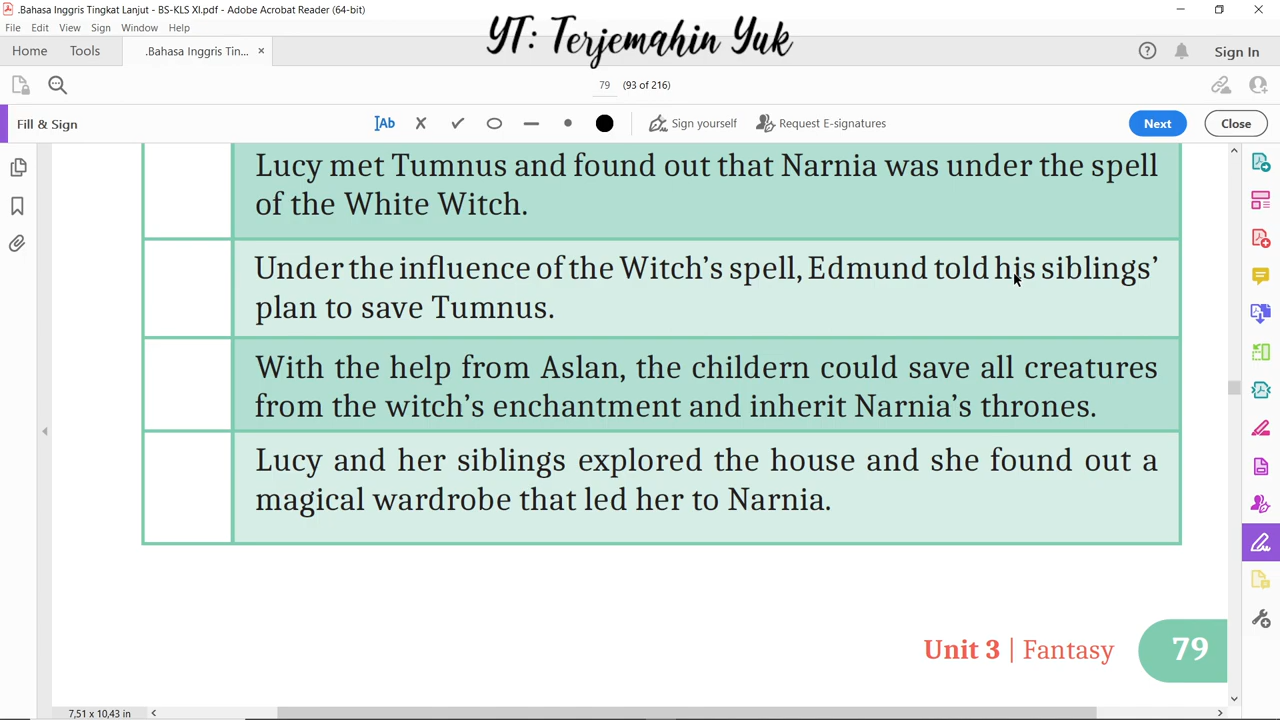 .Bahasa Inggris Tingkat Lanjut - BS-KLS XI.pdf - Adobe Acrobat Reader (64-bit)
File Edit View Sign Window Help
YT: Terjemahin Yuk
Home Tools .Bahasa Inggris Tin... × Sign In
79 (93 of 216)
Fill & Sign Ab Sign yourself Request E-signatures Next Close
Lucy met Tumnus and found out that Narnia was under the spell
of the White Witch.
Under the influence of the Witch’s spell, Edmund told his siblings’
plan to save Tumnus.
With the help from Aslan, the childern could save all creatures
from the witch’s enchantment and inherit Narnia’s thrones.
Lucy and her siblings explored the house and she found out a
magical wardrobe that led her to Narnia.
Unit 3 | Fantasy 79
7,51 x 10,43 in